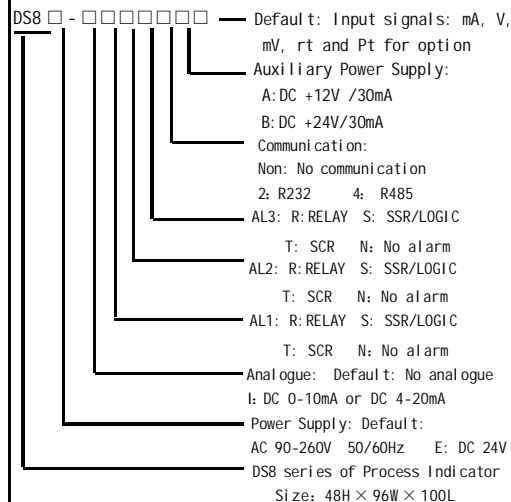 DS8 □ - □□□□□□□ Default: Input signals: mA, V,
mV, rt and Pt for option
Auxiliary Power Supply:
A: DC +12V /30mA
B: DC +24V/30mA
Communication:
Non: No communication
2: R232 4: R485
AL3: R: RELAY S: SSR/LOGIC
T: SCR N: No alarm
AL2: R: RELAY S: SSR/LOGIC
T: SCR N: No alarm
AL1: R: RELAY S: SSR/LOGIC
T: SCR N: No alarm
Analogue: Default: No analogue
I: DC 0-10mA or DC 4-20mA
Power Supply: Default:
AC 90-260V 50/60Hz E: DC 24V
DS8 series of Process Indicator
Size: 48H × 96W × 100L